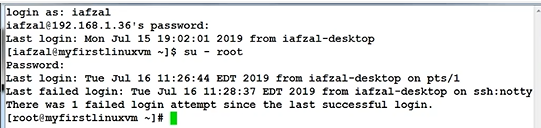 login as: iafzal
iafzal@192.168.1.36's password:
Last login: Mon Jul 15 19:02:01 2019 from iafzal-desktop
[iafzal@myfirstlinuxvm ~]$ su - root
Password:
Last login: Tue Jul 16 11:26:44 EDT 2019 from iafzal-desktop on pts/1
Last failed login: Tue Jul 16 11:28:37 EDT 2019 from iafzal-desktop on ssh:notty
There was 1 failed login attempt since the last successful login.
[root@myfirstlinuxvm ~]#